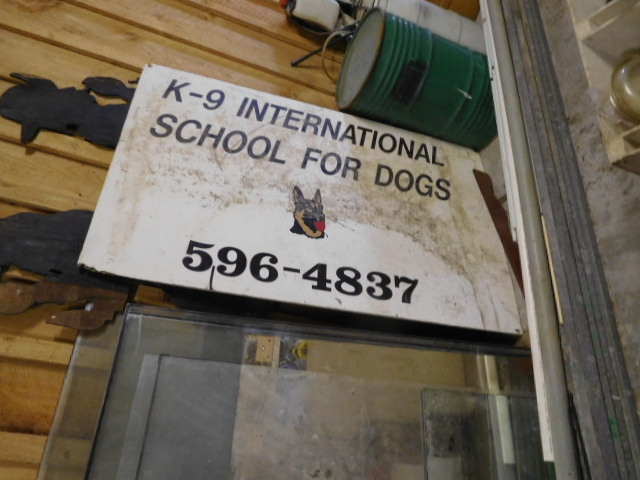 K-9 INTERNATIONAL
SCHOOL FOR DOGS
596-4837